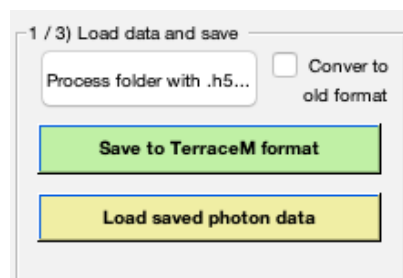 1 / 3) Load data and save
Process folder with .h5...
Conver to
old format
Save to TerraceM format
Load saved photon data